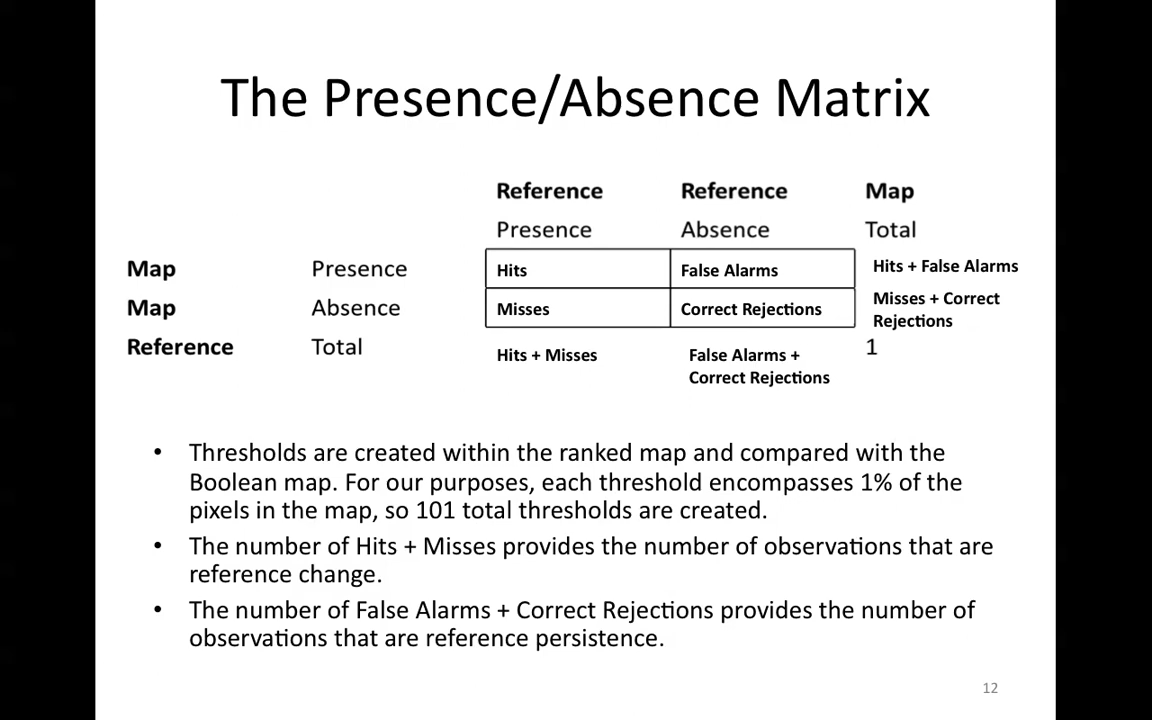 The Presence/Absence Matrix
Reference Reference Map
Presence Absence Total
Map Presence Hits False Alarms Hits + False Alarms
Map Absence Misses Correct Rejections Misses + Correct
Rejections
Reference Total Hits + Misses False Alarms + 1
Correct Rejections
• Thresholds are created within the ranked map and compared with the
Boolean map. For our purposes, each threshold encompasses 1% of the
pixels in the map, so 101 total thresholds are created.
• The number of Hits + Misses provides the number of observations that are
reference change.
• The number of False Alarms + Correct Rejections provides the number of
observations that are reference persistence.
12